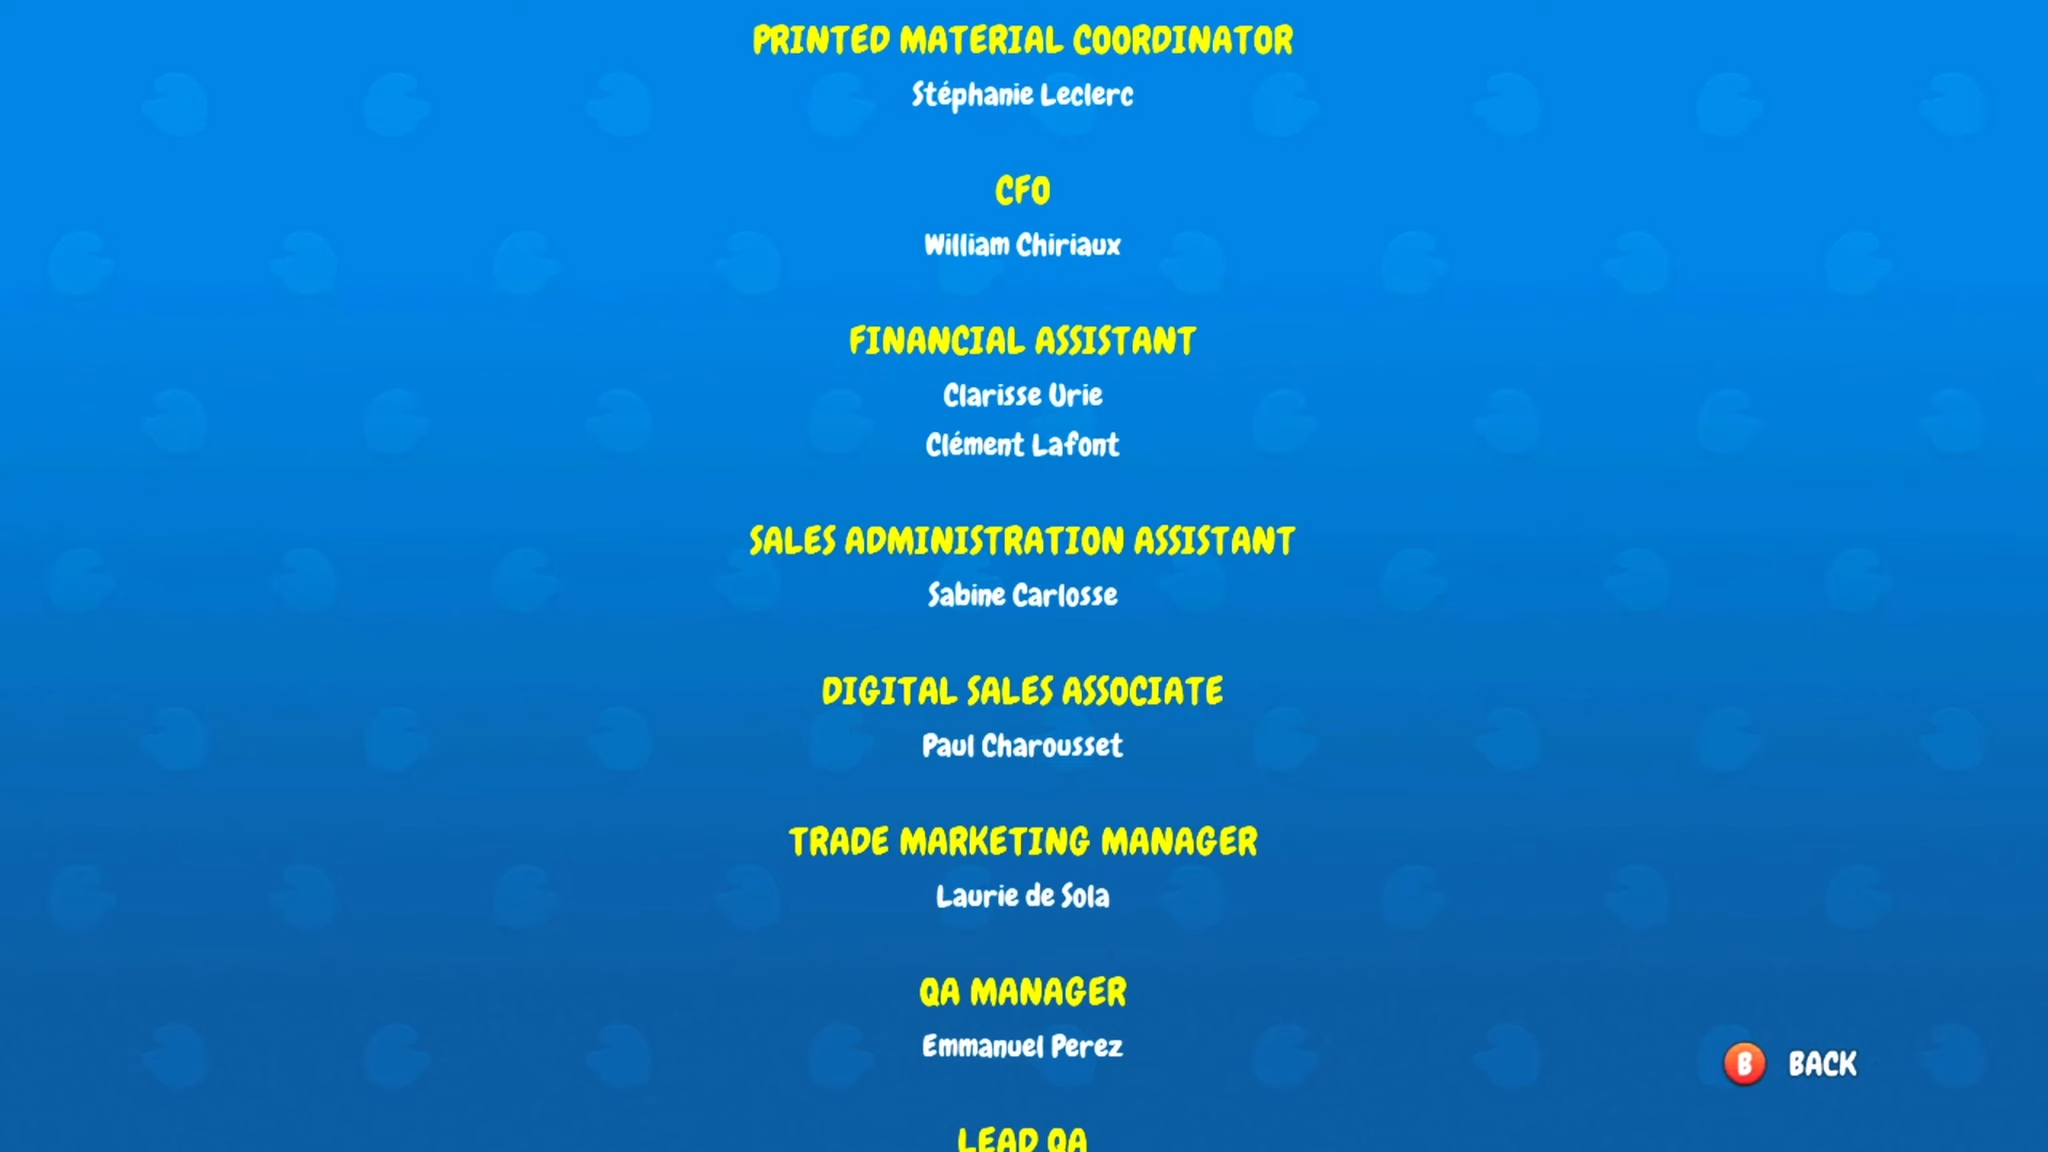 PRINTED MATERIAL COORDINATOR
Stéphanie Leclerc
CFO
William Chiriaux
FINANCIAL ASSISTANT
Clarisse Urie
Clément Lafont
SALES ADMINISTRATION ASSISTANT
Sabine Carlosse
DIGITAL SALES ASSOCIATE
Paul Charousset
TRADE MARKETING MANAGER
Laurie de Sola
QA MANAGER
Emmanuel Perez
B BACK
LEAD QA